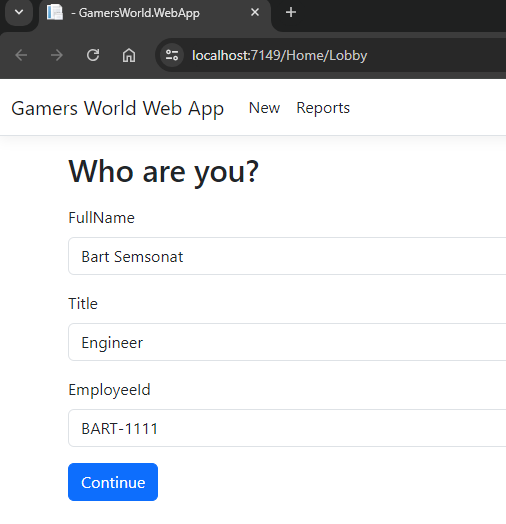 - GamersWorld.WebApp
localhost:7149/Home/Lobby
Gamers World Web App New Reports
Who are you?
FullName
Bart Semsonat
Title
Engineer
EmployeeId
BART-1111
Continue